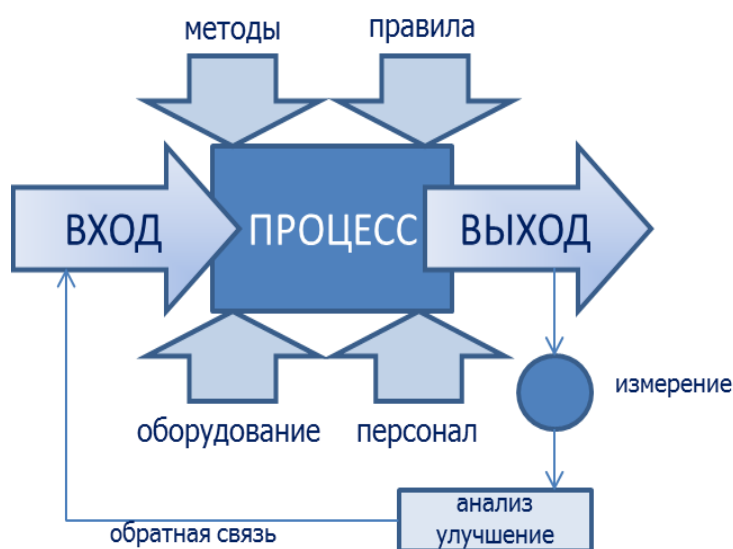 методы
правила
ВХОД
ПРОЦЕСС
ВЫХОД
оборудование
персонал
измерение
анализ
улучшение
обратная связь